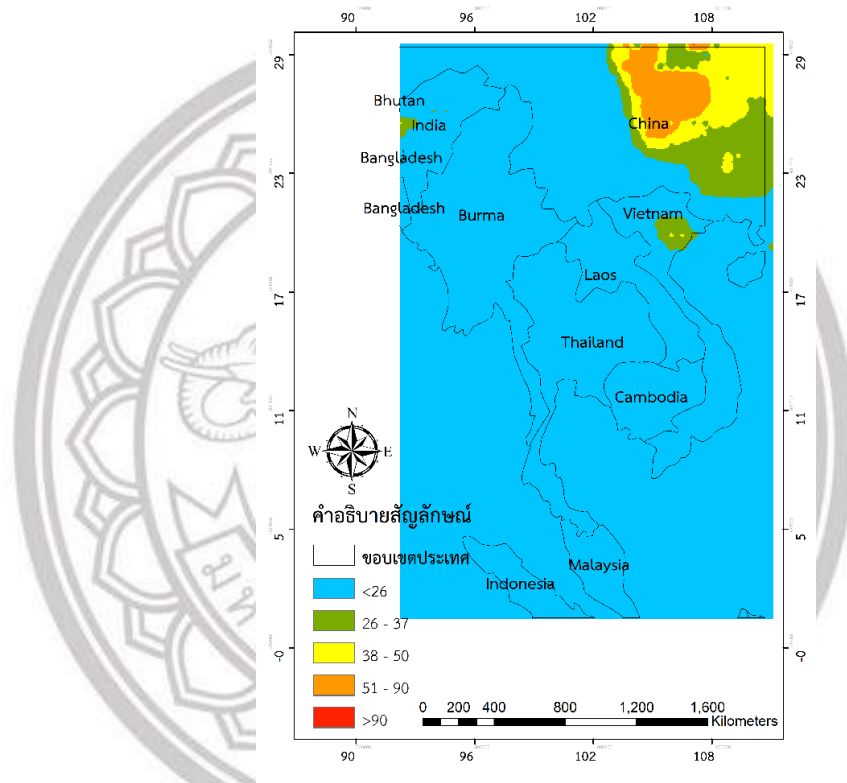 90 96 102 108
29 29
Bhutan
India
China
Bangladesh
23 23
Bangladesh
Burma
Vietnam
Laos
17 17
Thailand
Cambodia
11 11
N
W E
S
คำอธิบายสัญลักษณ์
5 5
ขอบเขตประเทศ
Malaysia
Indonesia
<26
26 - 37
38 - 50
-0 -0
51 - 90
>90
0 200 400 800 1,200 1,600
Kilometers
90 96 102 108